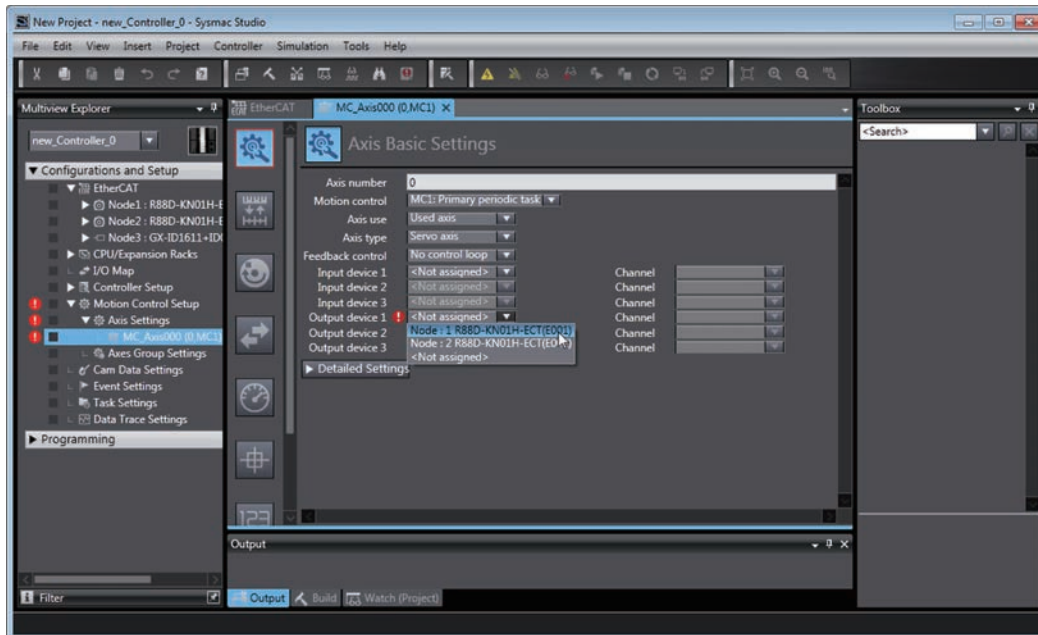 New Project - new_Controller_0 - Sysmac Studio
File Edit View Insert Project Controller Simulation Tools Help
Multiview Explorer
new_Controller_0
Configurations and Setup
EtherCAT
Node1 : R88D-KN01H-E
Node2 : R88D-KN01H-E
Node3 : GX-ID1611+ID
CPU/Expansion Racks
I/O Map
Controller Setup
Motion Control Setup
Axis Settings
MC_Axis000 (0,MC1)
Axes Group Settings
Cam Data Settings
Event Settings
Task Settings
Data Trace Settings
Programming
Filter
EtherCAT MC_Axis000 (0,MC1)
Axis Basic Settings
Axis number 0
Motion control MC1: Primary periodic task
Axis use Used axis
Axis type Servo axis
Feedback control No control loop
Input device 1 <Not assigned> Channel
Input device 2 <Not assigned> Channel
Input device 3 <Not assigned> Channel
Output device 1 <Not assigned> Channel
Output device 2 Channel
Output device 3 Channel
Node : 1 R88D-KN01H-ECT(E001)
Node : 2 R88D-KN01H-ECT
<Not assigned>
Detailed Settings
123
Output
Output Build Watch (Project)
Toolbox
<Search>